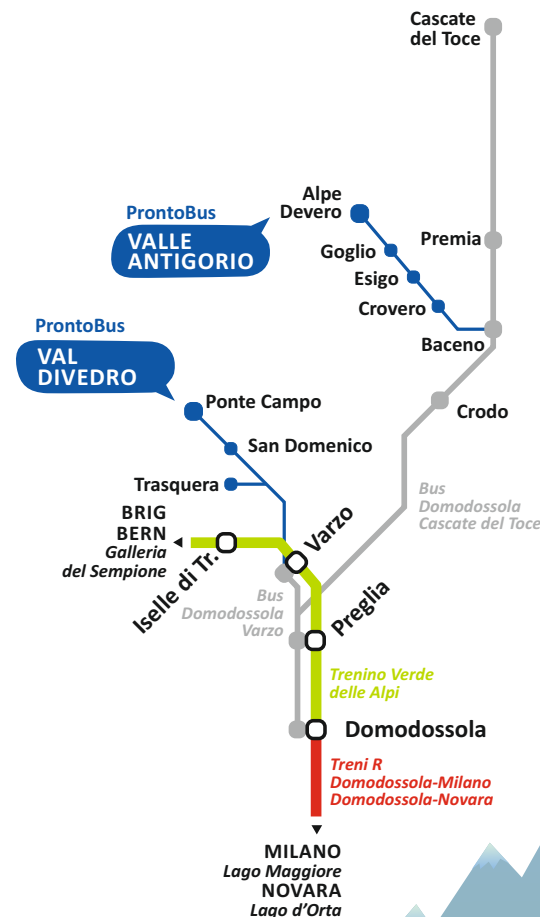 Cascate
del Toce
Alpe
Devero
ProntoBus
VALLE
ANTIGORIO
Premia
Goglio
Esigo
Crovero
Baceno
ProntoBus
VAL
DIVEDRO
Ponte Campo
Crodo
San Domenico
Trasquera
Bus
Domodossola
Cascate del Toce
BRIG
BERN
Galleria
del Sempione
Iselle di Tr.
Varzo
Bus
Domodossola
Varzo
Preglia
Trenino Verde
delle Alpi
Domodossola
Treni R
Domodossola-Milano
Domodossola-Novara
MILANO
Lago Maggiore
NOVARA
Lago d'Orta